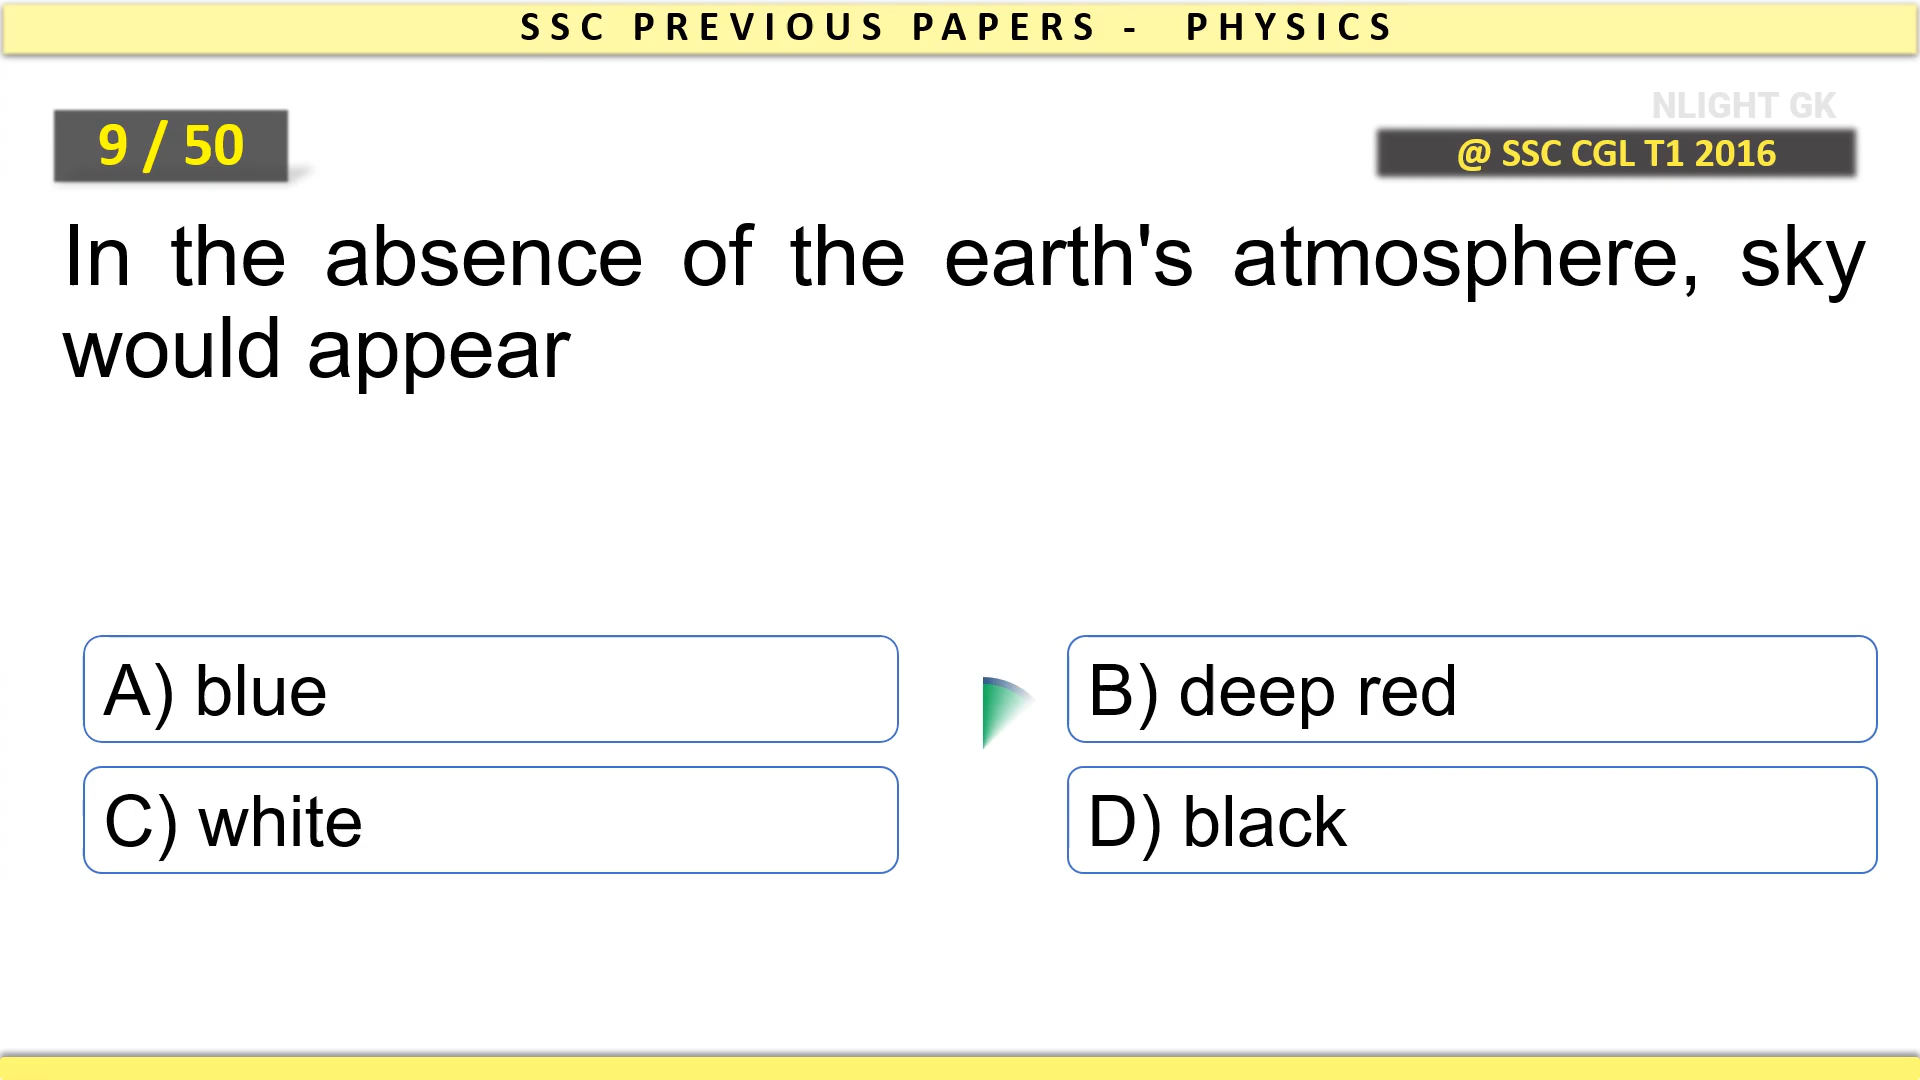 SSC PREVIOUS PAPERS - PHYSICS
NLIGHT GK
9 / 50
@ SSC CGL T1 2016
In the absence of the earth's atmosphere, sky
would appear
A) blue
B) deep red
C) white
D) black